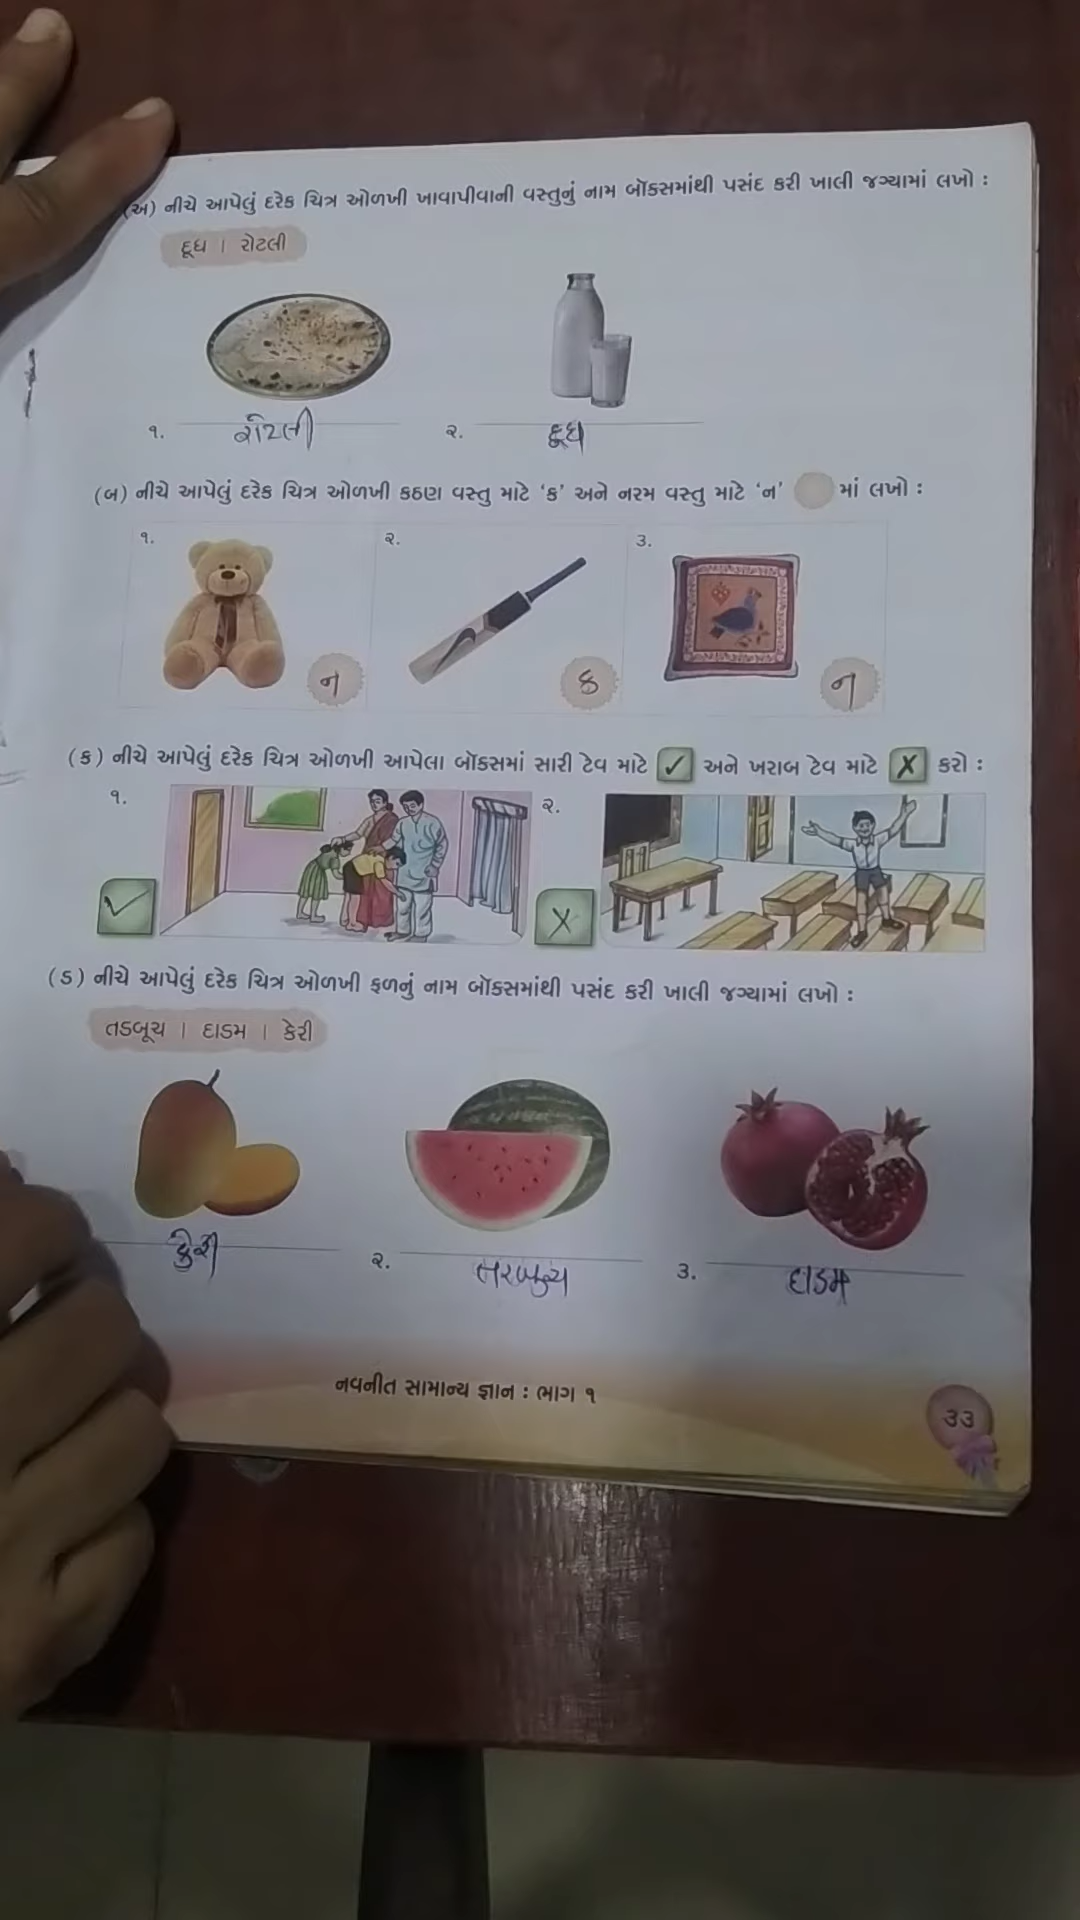 (અ) નીચે આપેલું દરેક ચિત્ર ઓળખી ખાવાપીવાની વસ્તુનું નામ બૉક્સમાંથી પસંદ કરી ખાલી જગ્યામાં લખો :
દૂધ | રોટલી
૧. રોટલી ૨. દૂધ
(બ) નીચે આપેલું દરેક ચિત્ર ઓળખી કઠણ વસ્તુ માટે ‘ક’ અને નરમ વસ્તુ માટે ‘ન’ માં લખો :
૧. ૨. ૩.
ન ક ન
(ક) નીચે આપેલું દરેક ચિત્ર ઓળખી આપેલા બૉક્સમાં સારી ટેવ માટે ✓ અને ખરાબ ટેવ માટે ✗ કરો :
૧. ૨.
✓ ✗
(ડ) નીચે આપેલું દરેક ચિત્ર ઓળખી ફળનું નામ બૉક્સમાંથી પસંદ કરી ખાલી જગ્યામાં લખો :
તડબૂચ | દાડમ | કેરી
કેરી ૨. ૩. દાડમ
નવનીત સામાન્ય જ્ઞાન : ભાગ ૧
૩૩